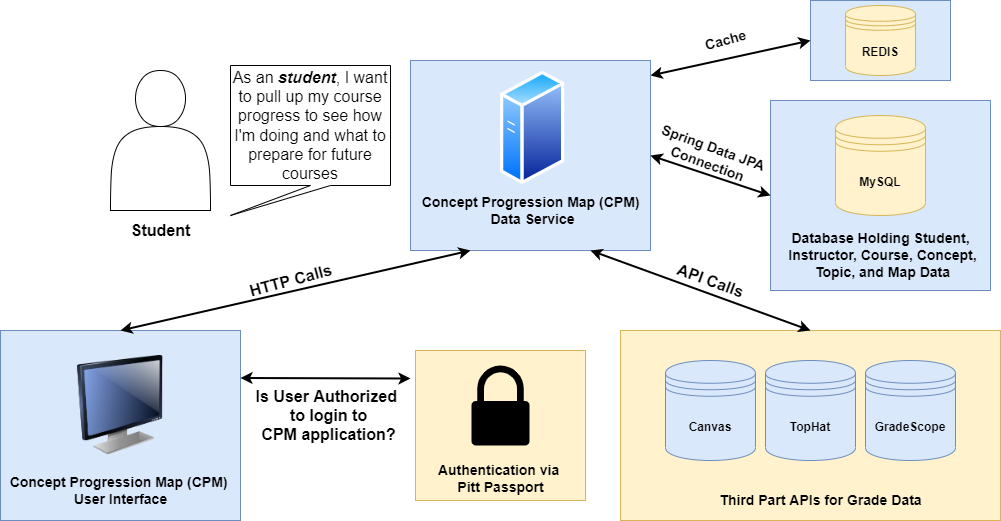 Cache
REDIS
As an student, I want
to pull up my course
progress to see how
I'm doing and what to
prepare for future
courses
Student
Concept Progression Map (CPM)
Data Service
Spring Data JPA
Connection
MySQL
Database Holding Student,
Instructor, Course, Concept,
Topic, and Map Data
HTTP Calls
API Calls
Concept Progression Map (CPM)
User Interface
Is User Authorized
to login to
CPM application?
Authentication via
Pitt Passport
Canvas
TopHat
GradeScope
Third Part APIs for Grade Data